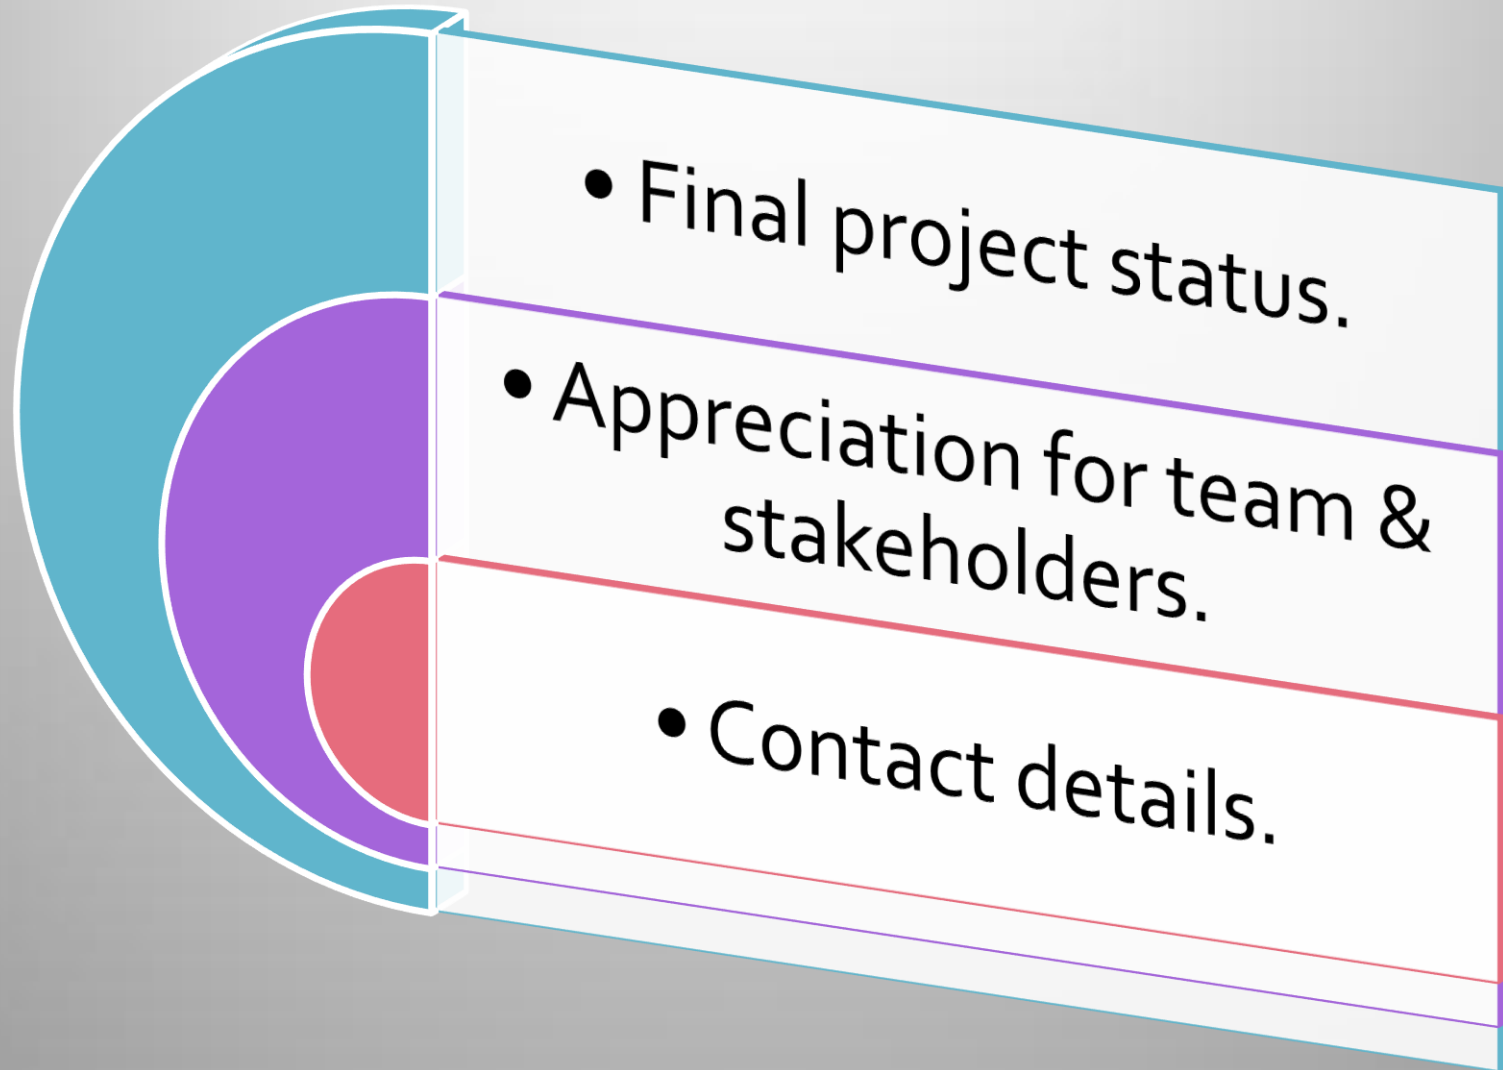 • Final project status.
• Appreciation for team &
stakeholders.
• Contact details.